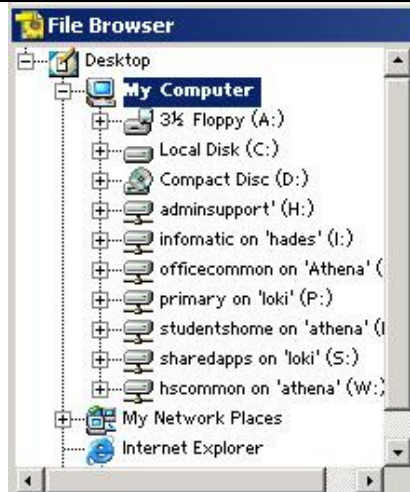 File Browser
Desktop
My Computer
3½ Floppy (A:)
Local Disk (C:)
Compact Disc (D:)
adminsupport' (H:)
infomatic on 'hades' (I:)
officecommon on 'Athena' (
primary on 'loki' (P:)
studentshome on 'athena' (
sharedapps on 'loki' (S:)
hscommon on 'athena' (W:)
My Network Places
Internet Explorer